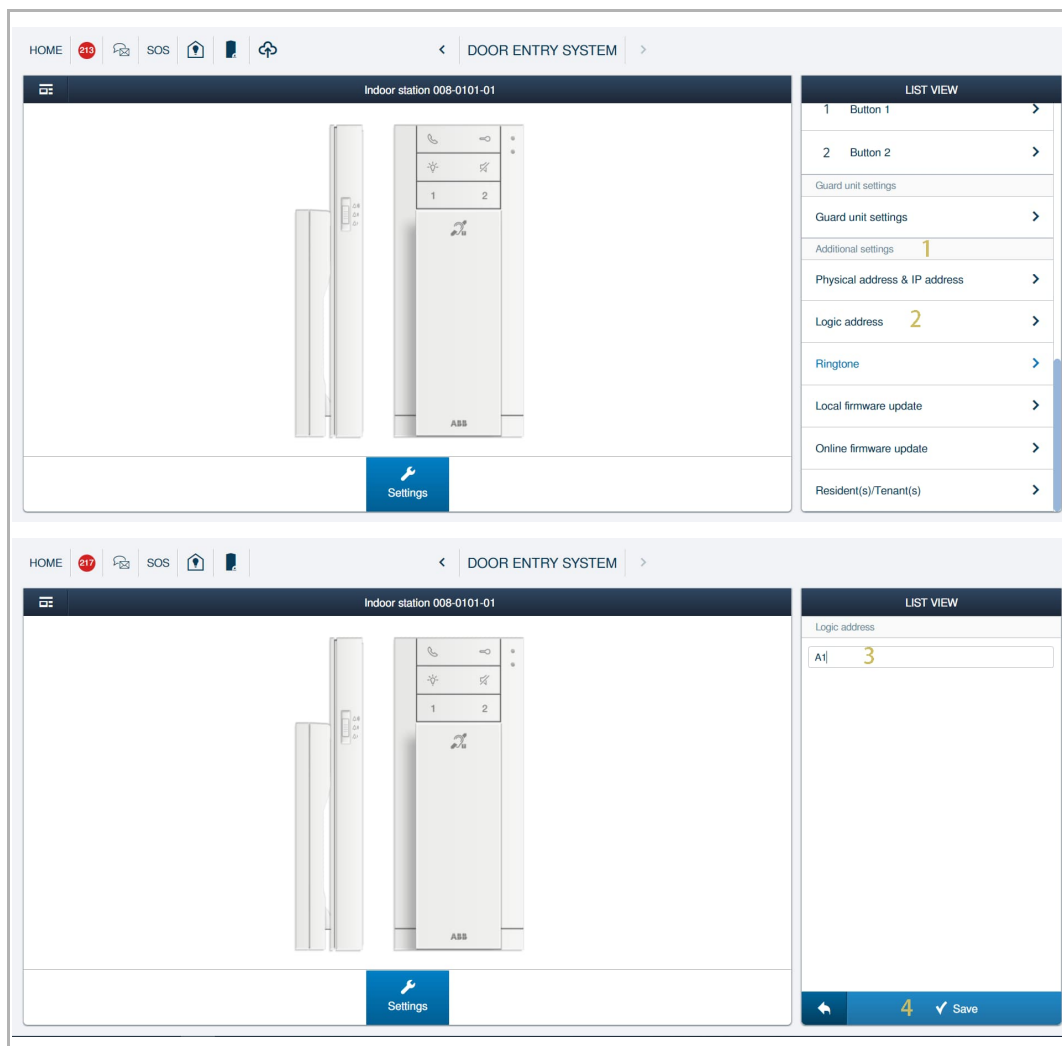 HOME 213 SOS < DOOR ENTRY SYSTEM >
Indoor station 008-0101-01
1 2
ABB
Settings
LIST VIEW
1 Button 1
2 Button 2
Guard unit settings
Guard unit settings
Additional settings 1
Physical address & IP address
Logic address 2
Ringtone
Local firmware update
Online firmware update
Resident(s)/Tenant(s)
HOME 217 SOS < DOOR ENTRY SYSTEM >
Indoor station 008-0101-01
1 2
ABB
Settings
LIST VIEW
Logic address
A1 3
4 Save